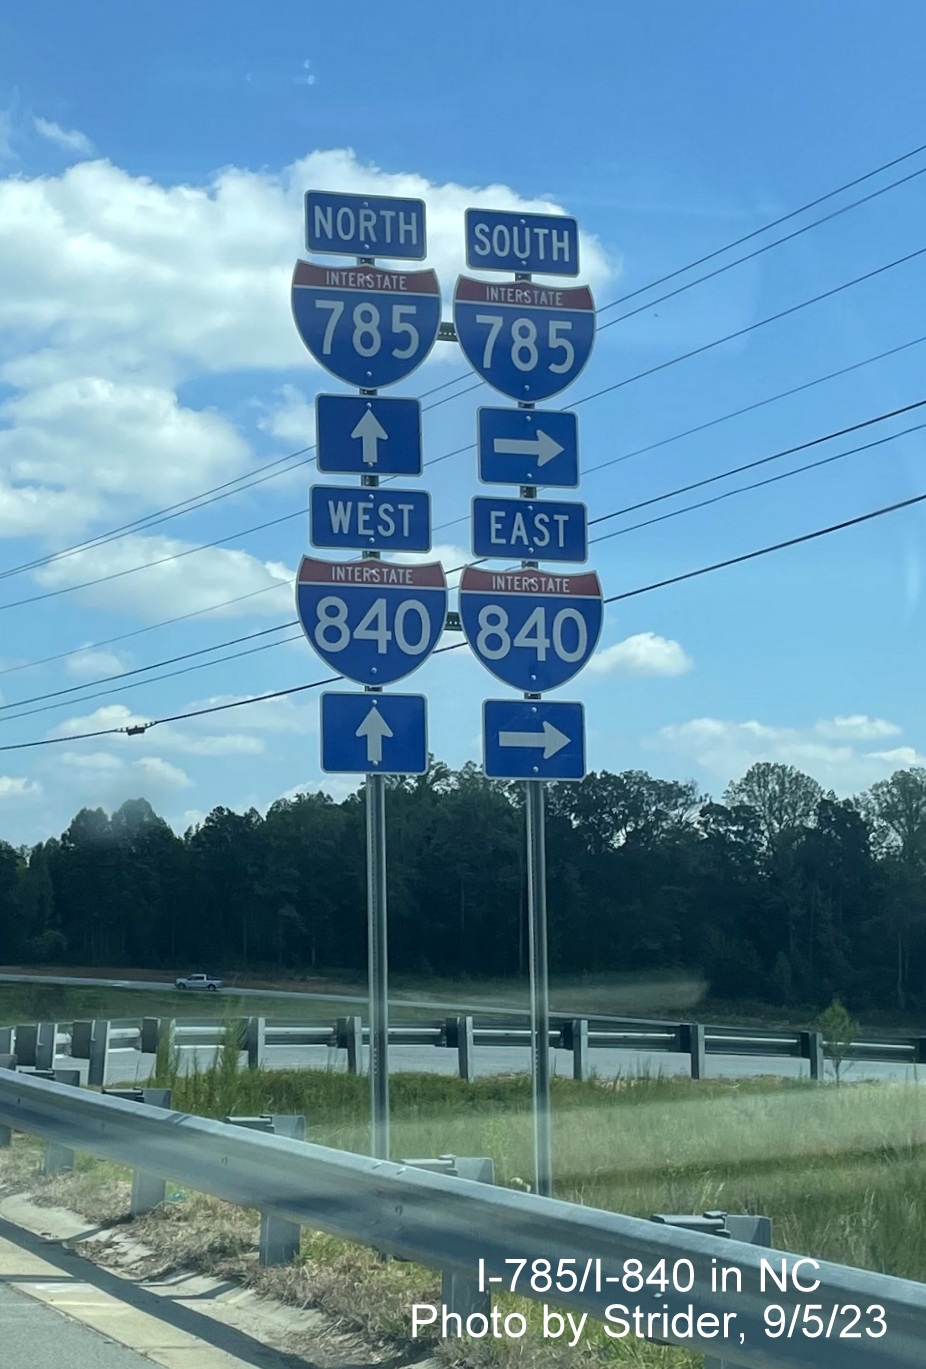 NORTH
INTERSTATE
785
WEST
INTERSTATE
840
SOUTH
INTERSTATE
785
EAST
INTERSTATE
840
I-785/I-840 in NC
Photo by Strider, 9/5/23